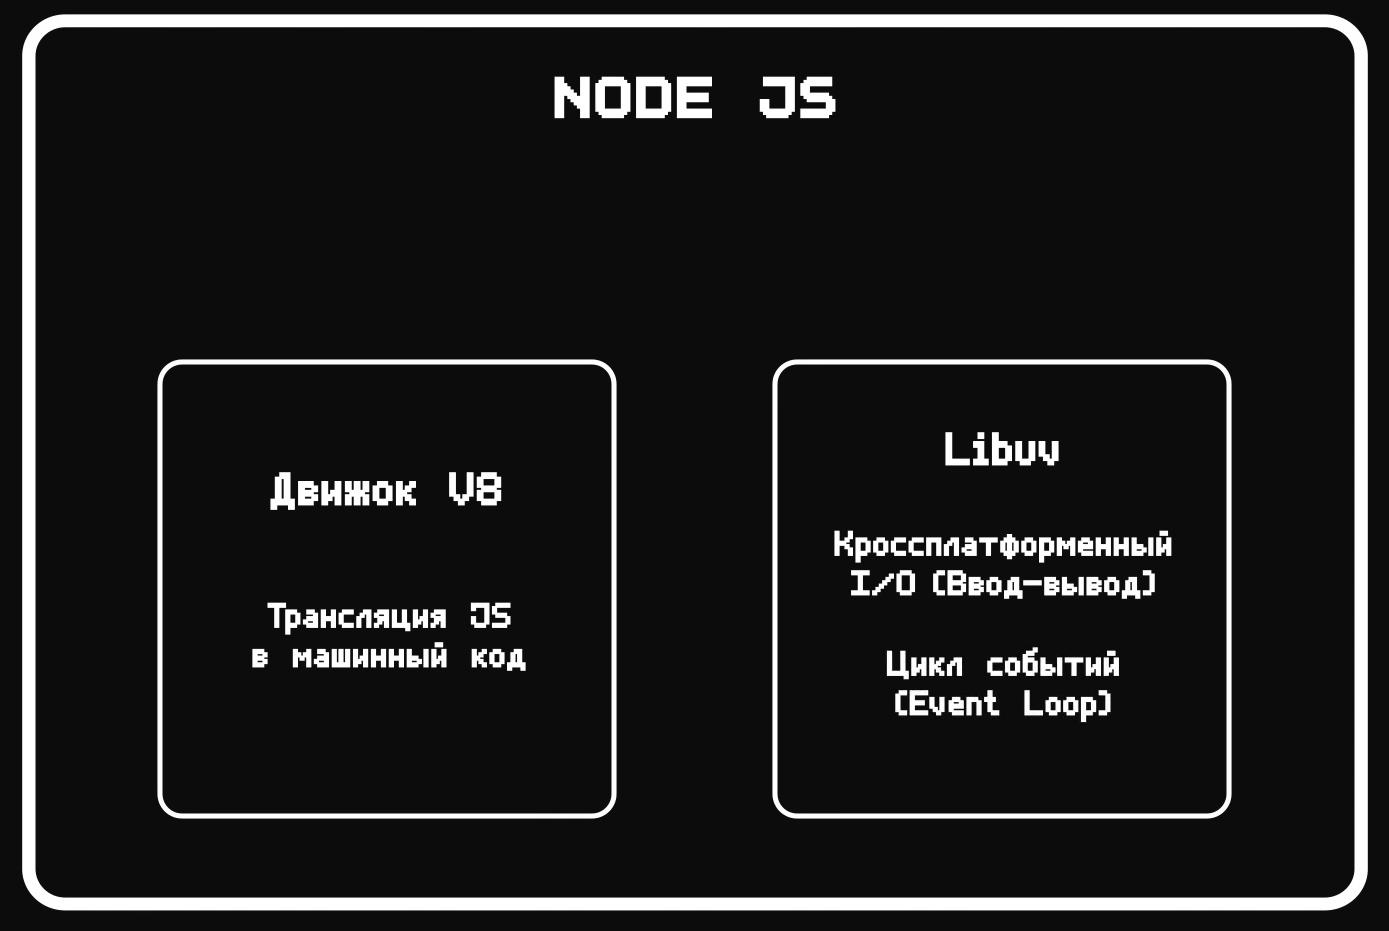 NODE JS
Движок V8
Трансляция JS
в машинный код
Libuv
Кроссплатформенный
I/O (Ввод-вывод)
Цикл событий
(Event Loop)